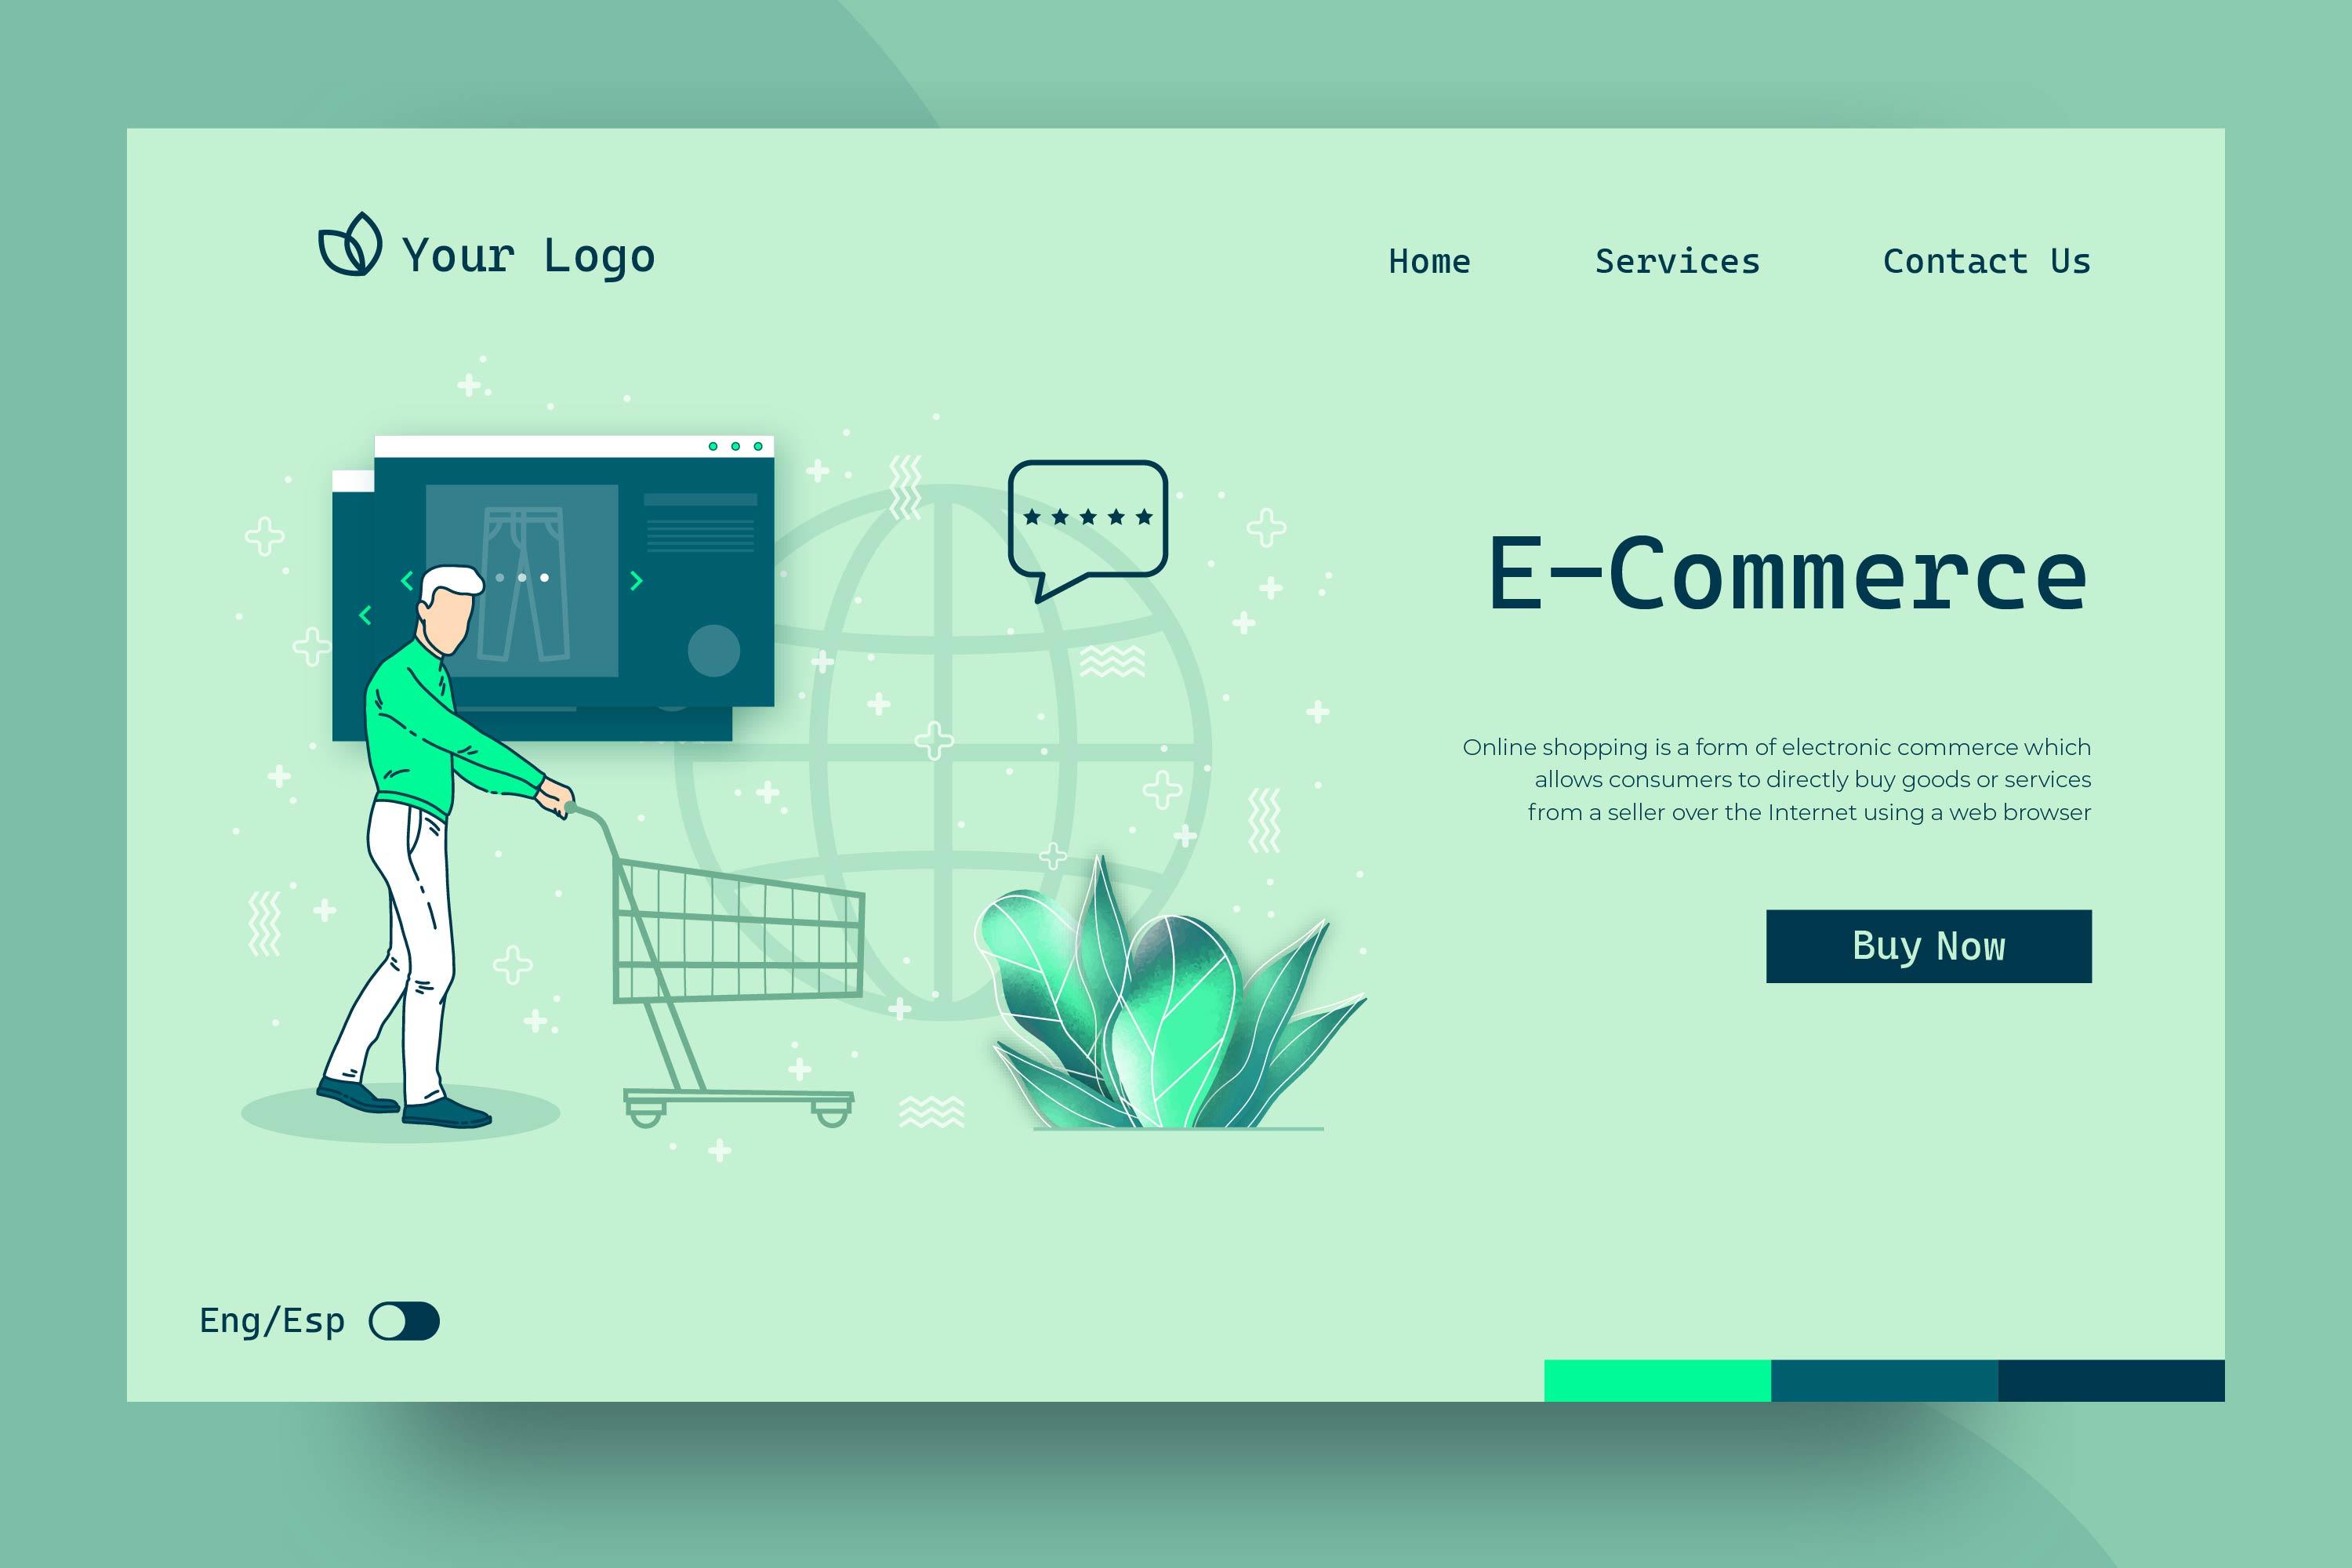 Your Logo
Home
Services
Contact Us
E-Commerce
Online shopping is a form of electronic commerce which
allows consumers to directly buy goods or services
from a seller over the Internet using a web browser
Buy Now
Eng/Esp